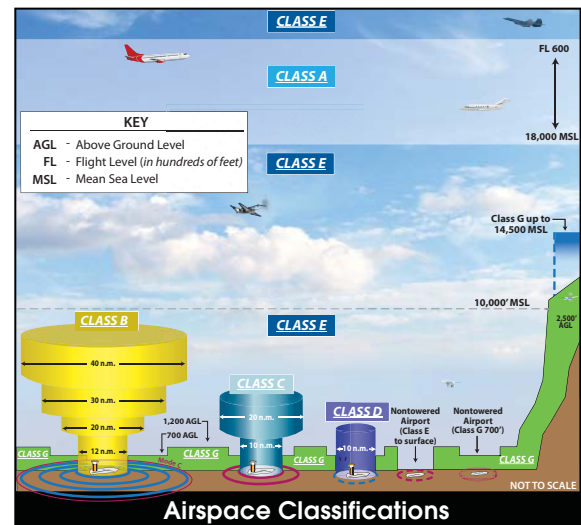 CLASS E
FL 600
CLASS A
18,000 MSL
KEY
AGL - Above Ground Level
FL - Flight Level (in hundreds of feet)
MSL - Mean Sea Level
CLASS E
Class G up to
14,500 MSL
10,000’ MSL
CLASS B
CLASS E
2,500’
AGL
40 n.m.
CLASS C
30 n.m.
20 n.m.
CLASS D
Nontowered
Airport
(Class E
to surface)
Nontowered
Airport
(Class G 700’)
20 n.m.
1,200 AGL
700 AGL
12 n.m.
10 n.m.
10 n.m.
CLASS G
CLASS G
CLASS G
CLASS G
Mode C
NOT TO SCALE
Airspace Classifications